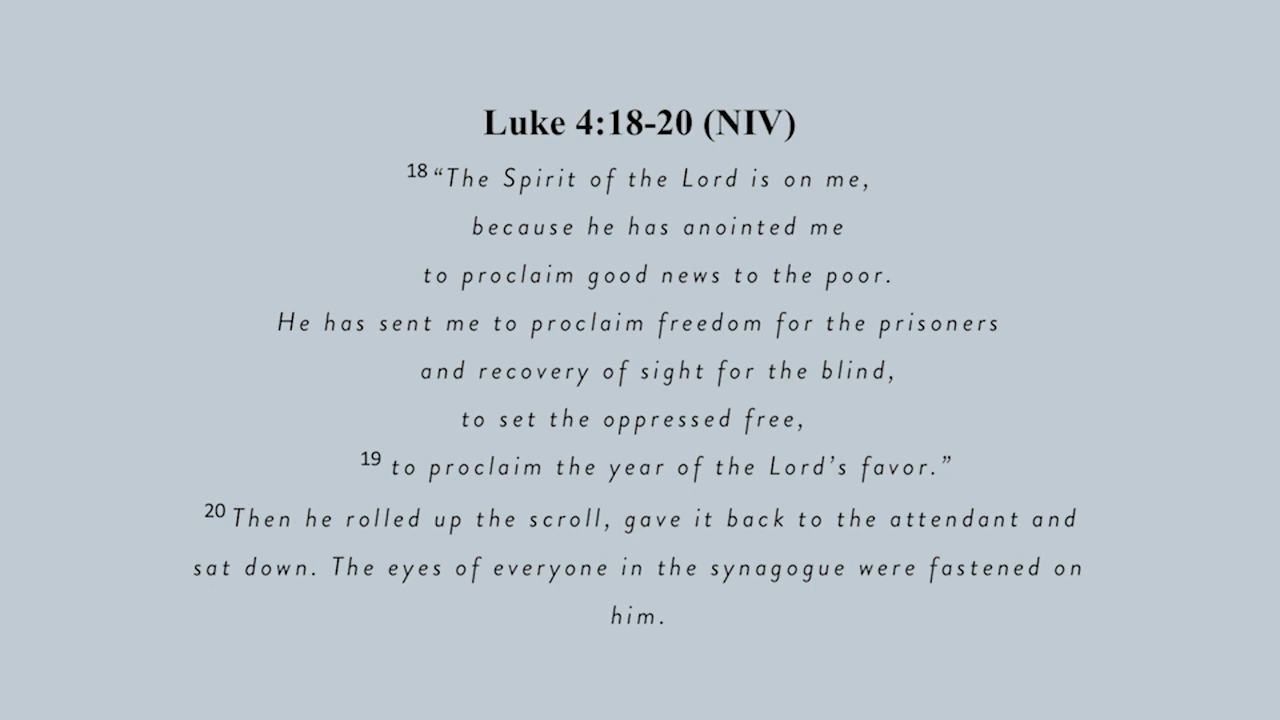 Luke 4:18-20 (NIV)
18 “The Spirit of the Lord is on me,
because he has anointed me
to proclaim good news to the poor.
He has sent me to proclaim freedom for the prisoners
and recovery of sight for the blind,
to set the oppressed free,
19 to proclaim the year of the Lord’s favor.”
20 Then he rolled up the scroll, gave it back to the attendant and
sat down. The eyes of everyone in the synagogue were fastened on
him.